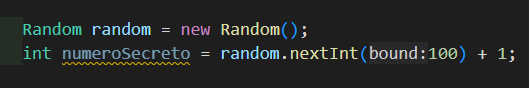 Random random = new Random();
int numeroSecreto = random.nextInt(bound:100) + 1;